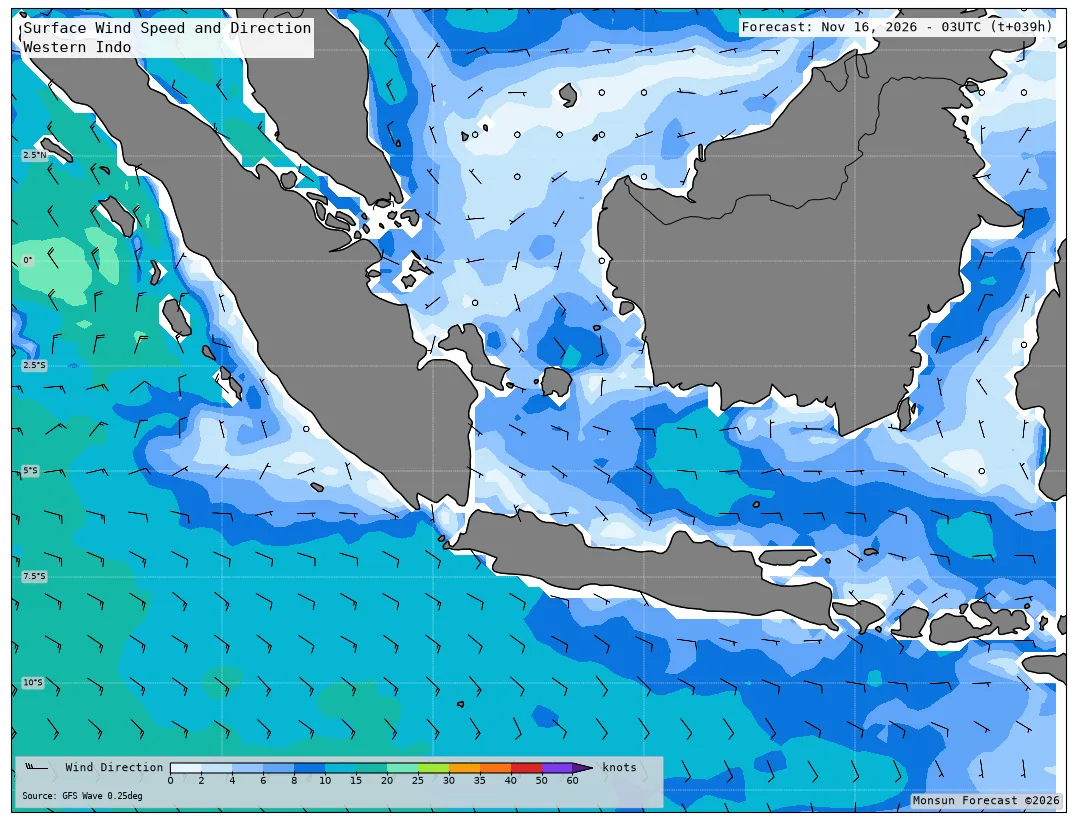 Surface Wind Speed and Direction
Western Indo
Forecast: Nov 16, 2026 - 03UTC (t+039h)
2.5°N
0°
2.5°S
5°S
7.5°S
10°S
Wind Direction
knots
0 2 4 6 8 10 15 20 25 30 35 40 50 60
Source: GFS Wave 0.25deg
Monsun Forecast ©2026